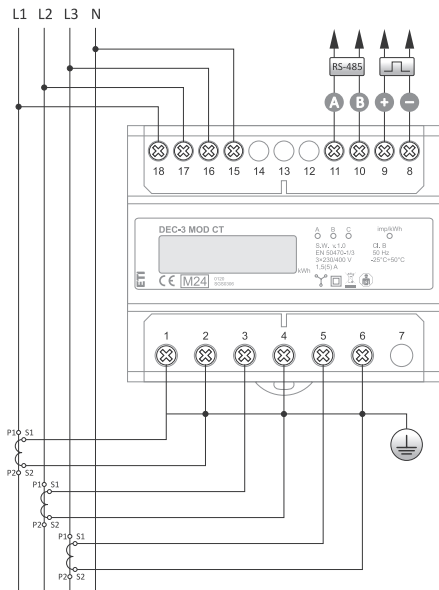 L1 L2 L3 N
RS-485
A B + −
18 17 16 15 14 13 12 11 10 9 8
DEC-3 MOD CT
A B C imp/kWh
S.W. v.1.0 Cl. B
EN 50470-1/3 50 Hz
3×230/400 V -25°C÷50°C
1.5(5) A
kWh
ETI
CE M24
1 2 3 4 5 6 7
P1 S1
P2 S2
P1 S1
P2 S2
P1 S1
P2 S2